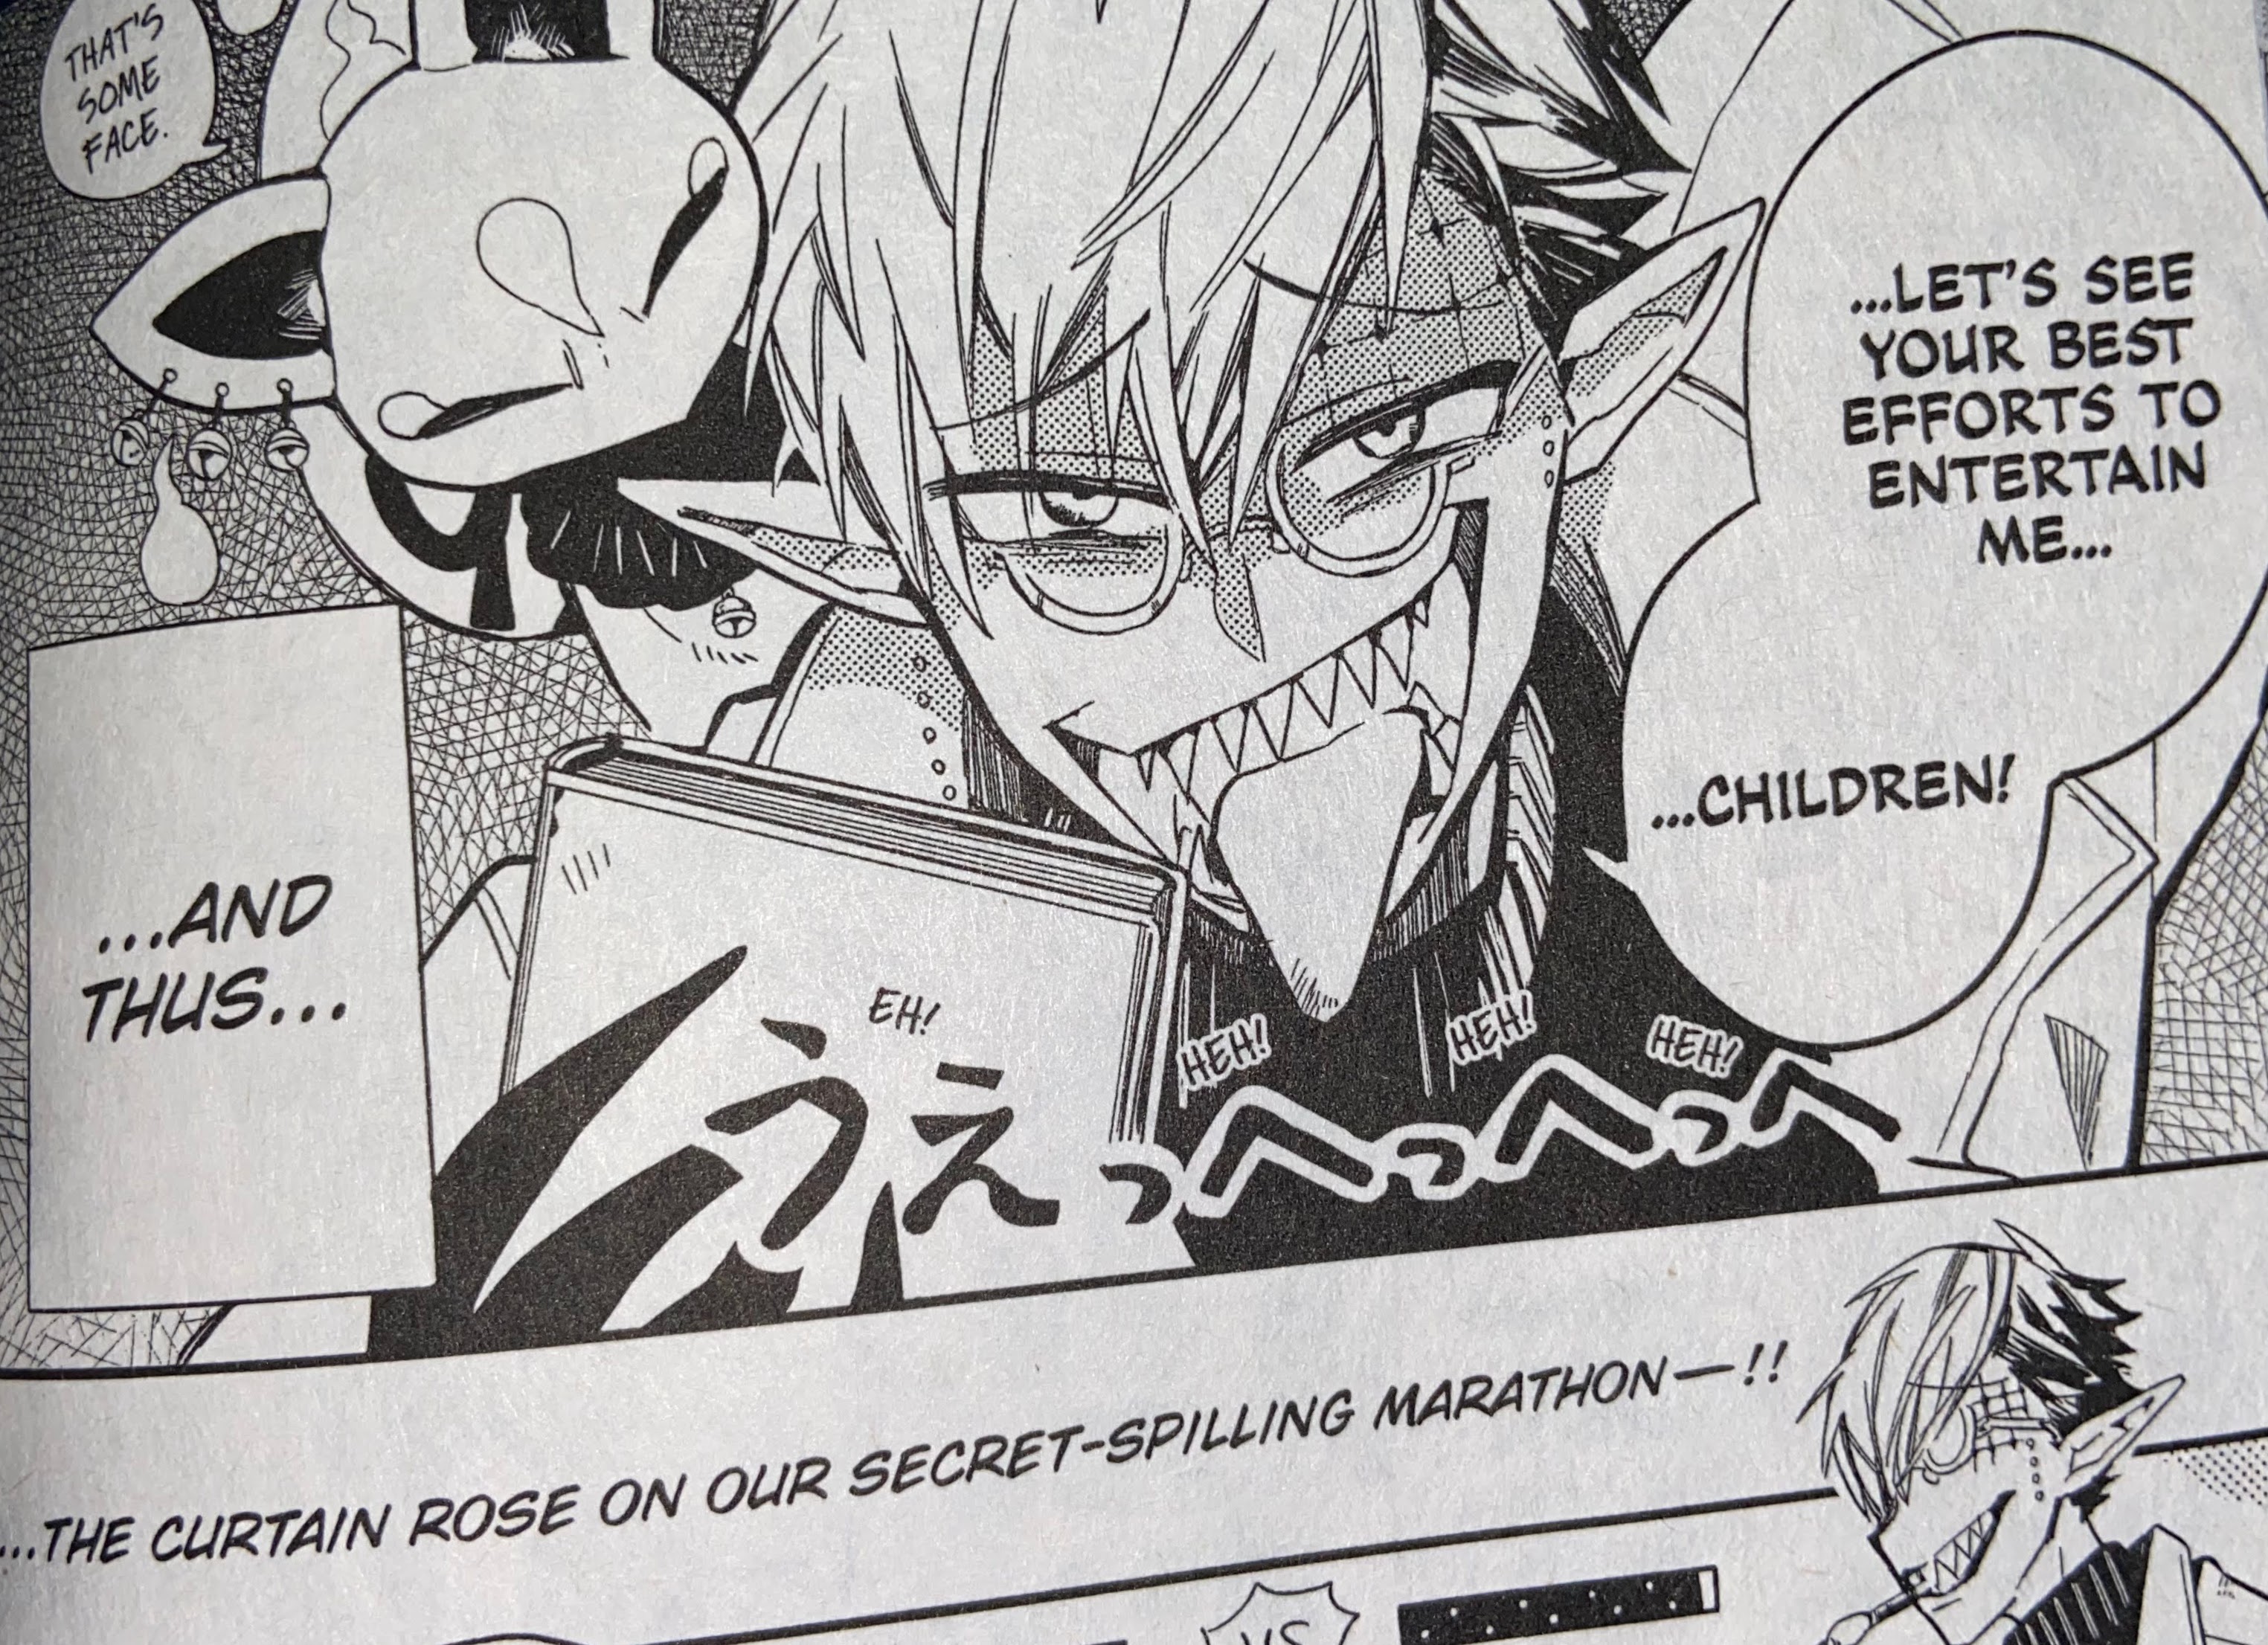 ...LET'S SEE
YOUR BEST
EFFORTS TO
ENTERTAIN
ME...
...CHILDREN!
THAT'S
SOME
FACE.
EH!
HEH!
HEH!
HEH!
うえっへっへっへ
...AND
THUS...
...THE CURTAIN ROSE ON OUR SECRET-SPILLING MARATHON—!!
VS